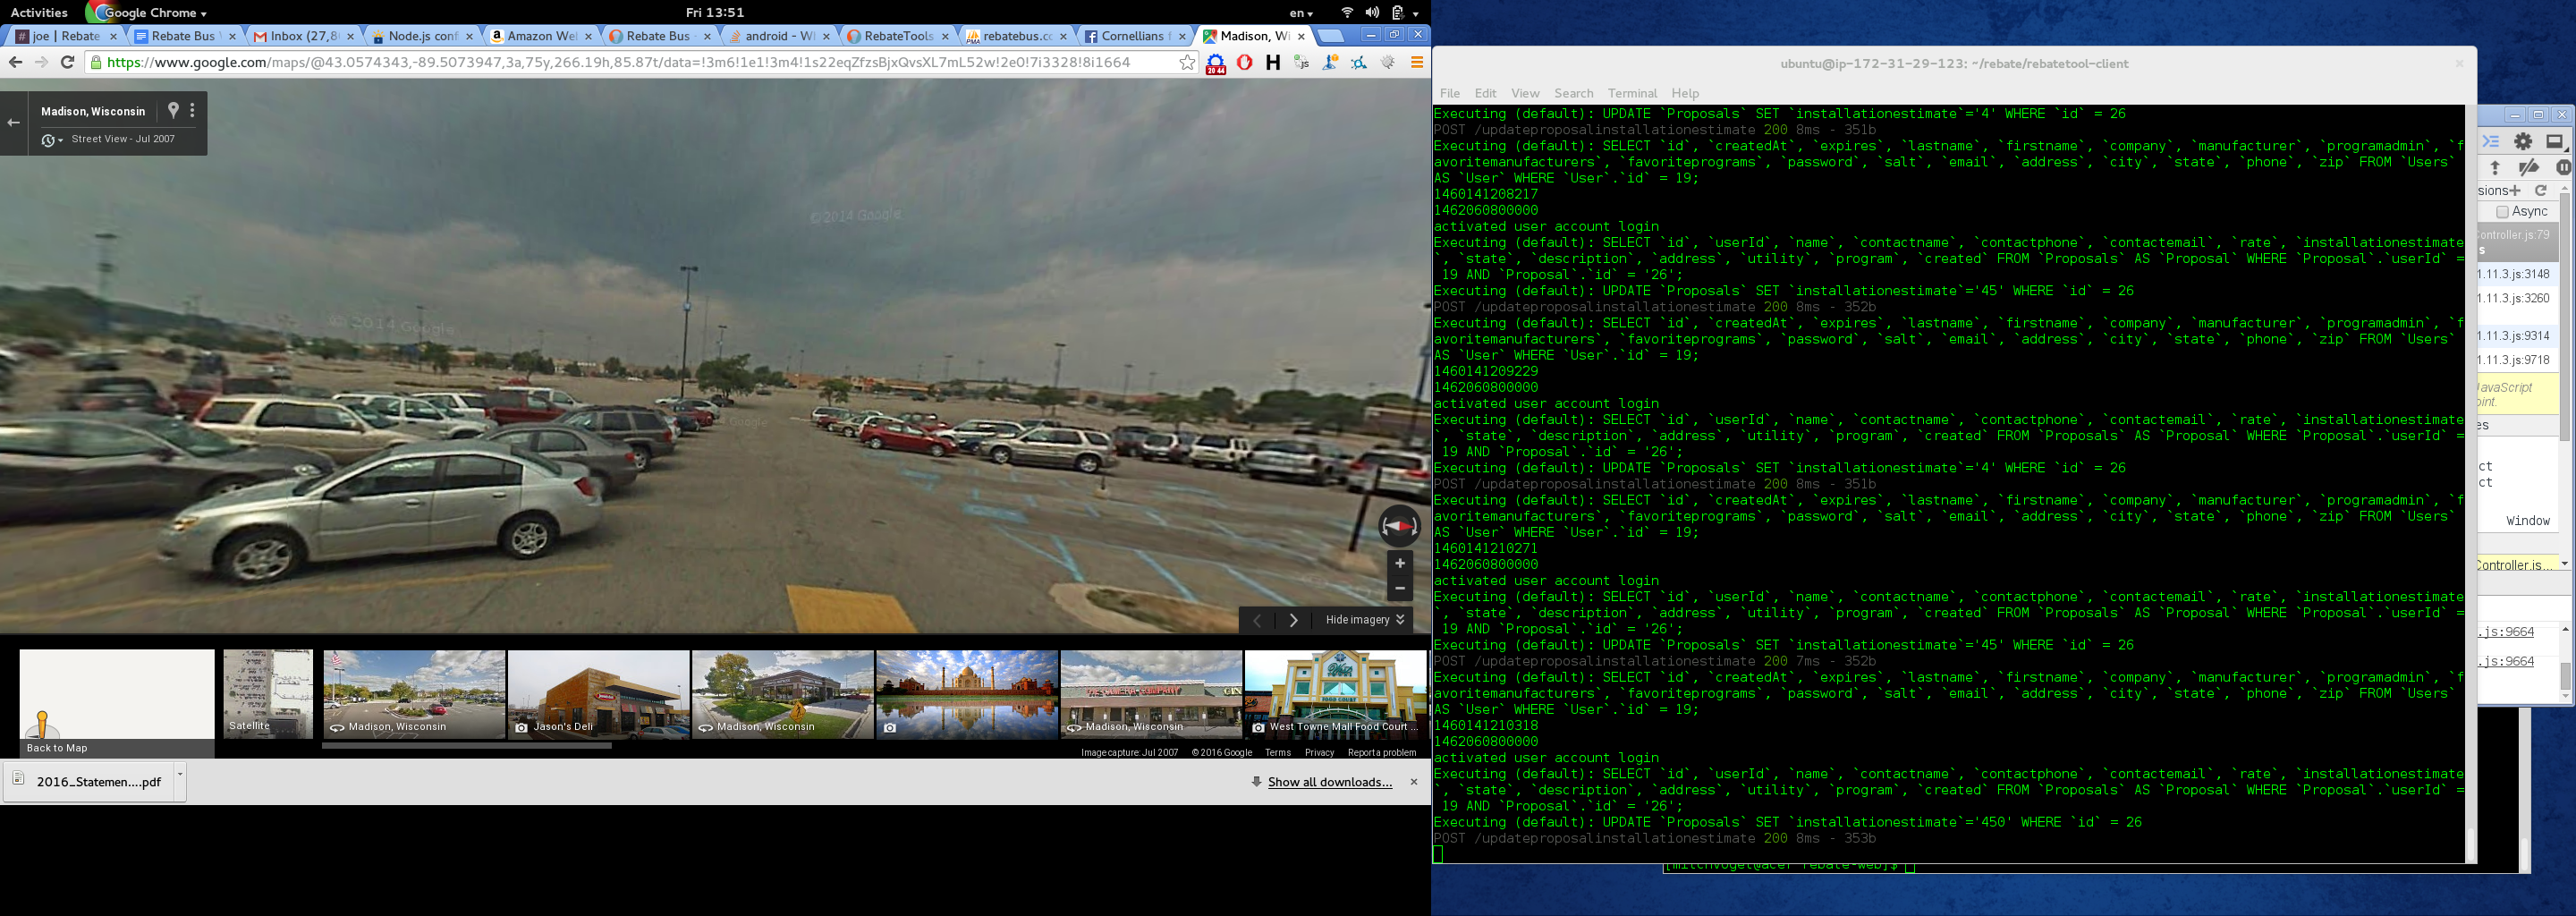 Activities
Google Chrome
Fri 13:51
en
joe | Rebate
Rebate Bus
Inbox (27,8
Node.js conf
Amazon We
Rebate Bus
android - W
RebateTools
rebatebus.cc
Cornellians f
Madison, Wi
https://www.google.com/maps/@43.0574343,-89.5073947,3a,75y,266.19h,85.87t/data=!3m6!1e1!3m4!1s22eqZfzsBjxQvsXL7mL52w!2e0!7i3328!8i1664
20 44
Madison, Wisconsin
Street View - Jul 2007
©2014 Google
© 2014 Google
2014 Google
Hide imagery
Back to Map
Satellite
Madison, Wisconsin
Jason's Deli
Madison, Wisconsin
Madison, Wisconsin
West Towne Mall Food Court ...
Image capture: Jul 2007 © 2016 Google Terms Privacy Report a problem
2016_Statemen....pdf
Show all downloads...
ubuntu@ip-172-31-29-123: ~/rebate/rebatetool-client
File Edit View Search Terminal Help
Executing (default): UPDATE `Proposals` SET `installationestimate`='4' WHERE `id` = 26
POST /updateproposalinstallationestimate 200 8ms - 351b
Executing (default): SELECT `id`, `createdAt`, `expires`, `lastname`, `firstname`, `company`, `manufacturer`, `programadmin`, `f
avoritemanufacturers`, `favoriteprograms`, `password`, `salt`, `email`, `address`, `city`, `state`, `phone`, `zip` FROM `Users`
AS `User` WHERE `User`.`id` = 19;
1460141208217
1462060800000
activated user account login
Executing (default): SELECT `id`, `userId`, `name`, `contactname`, `contactphone`, `contactemail`, `rate`, `installationestimate
`, `state`, `description`, `address`, `utility`, `program`, `created` FROM `Proposals` AS `Proposal` WHERE `Proposal`.`userId` =
19 AND `Proposal`.`id` = '26';
Executing (default): UPDATE `Proposals` SET `installationestimate`='45' WHERE `id` = 26
POST /updateproposalinstallationestimate 200 8ms - 352b
Executing (default): SELECT `id`, `createdAt`, `expires`, `lastname`, `firstname`, `company`, `manufacturer`, `programadmin`, `f
avoritemanufacturers`, `favoriteprograms`, `password`, `salt`, `email`, `address`, `city`, `state`, `phone`, `zip` FROM `Users`
AS `User` WHERE `User`.`id` = 19;
1460141209229
1462060800000
activated user account login
Executing (default): SELECT `id`, `userId`, `name`, `contactname`, `contactphone`, `contactemail`, `rate`, `installationestimate
`, `state`, `description`, `address`, `utility`, `program`, `created` FROM `Proposals` AS `Proposal` WHERE `Proposal`.`userId` =
19 AND `Proposal`.`id` = '26';
Executing (default): UPDATE `Proposals` SET `installationestimate`='4' WHERE `id` = 26
POST /updateproposalinstallationestimate 200 8ms - 351b
Executing (default): SELECT `id`, `createdAt`, `expires`, `lastname`, `firstname`, `company`, `manufacturer`, `programadmin`, `f
avoritemanufacturers`, `favoriteprograms`, `password`, `salt`, `email`, `address`, `city`, `state`, `phone`, `zip` FROM `Users`
AS `User` WHERE `User`.`id` = 19;
1460141210271
1462060800000
activated user account login
Executing (default): SELECT `id`, `userId`, `name`, `contactname`, `contactphone`, `contactemail`, `rate`, `installationestimate
`, `state`, `description`, `address`, `utility`, `program`, `created` FROM `Proposals` AS `Proposal` WHERE `Proposal`.`userId` =
19 AND `Proposal`.`id` = '26';
Executing (default): UPDATE `Proposals` SET `installationestimate`='45' WHERE `id` = 26
POST /updateproposalinstallationestimate 200 7ms - 352b
Executing (default): SELECT `id`, `createdAt`, `expires`, `lastname`, `firstname`, `company`, `manufacturer`, `programadmin`, `f
avoritemanufacturers`, `favoriteprograms`, `password`, `salt`, `email`, `address`, `city`, `state`, `phone`, `zip` FROM `Users`
AS `User` WHERE `User`.`id` = 19;
1460141210318
1462060800000
activated user account login
Executing (default): SELECT `id`, `userId`, `name`, `contactname`, `contactphone`, `contactemail`, `rate`, `installationestimate
`, `state`, `description`, `address`, `utility`, `program`, `created` FROM `Proposals` AS `Proposal` WHERE `Proposal`.`userId` =
19 AND `Proposal`.`id` = '26';
Executing (default): UPDATE `Proposals` SET `installationestimate`='450' WHERE `id` = 26
POST /updateproposalinstallationestimate 200 8ms - 353b
[mitchvogel@acer rebate-web]$
sions
Async
Controller.js:79
s
1.11.3.js:3148
1.11.3.js:3260
1.11.3.js:9314
1.11.3.js:9718
JavaScript
oint.
es
ct
ct
Window
Controller.js...
.js:9664
.js:9664